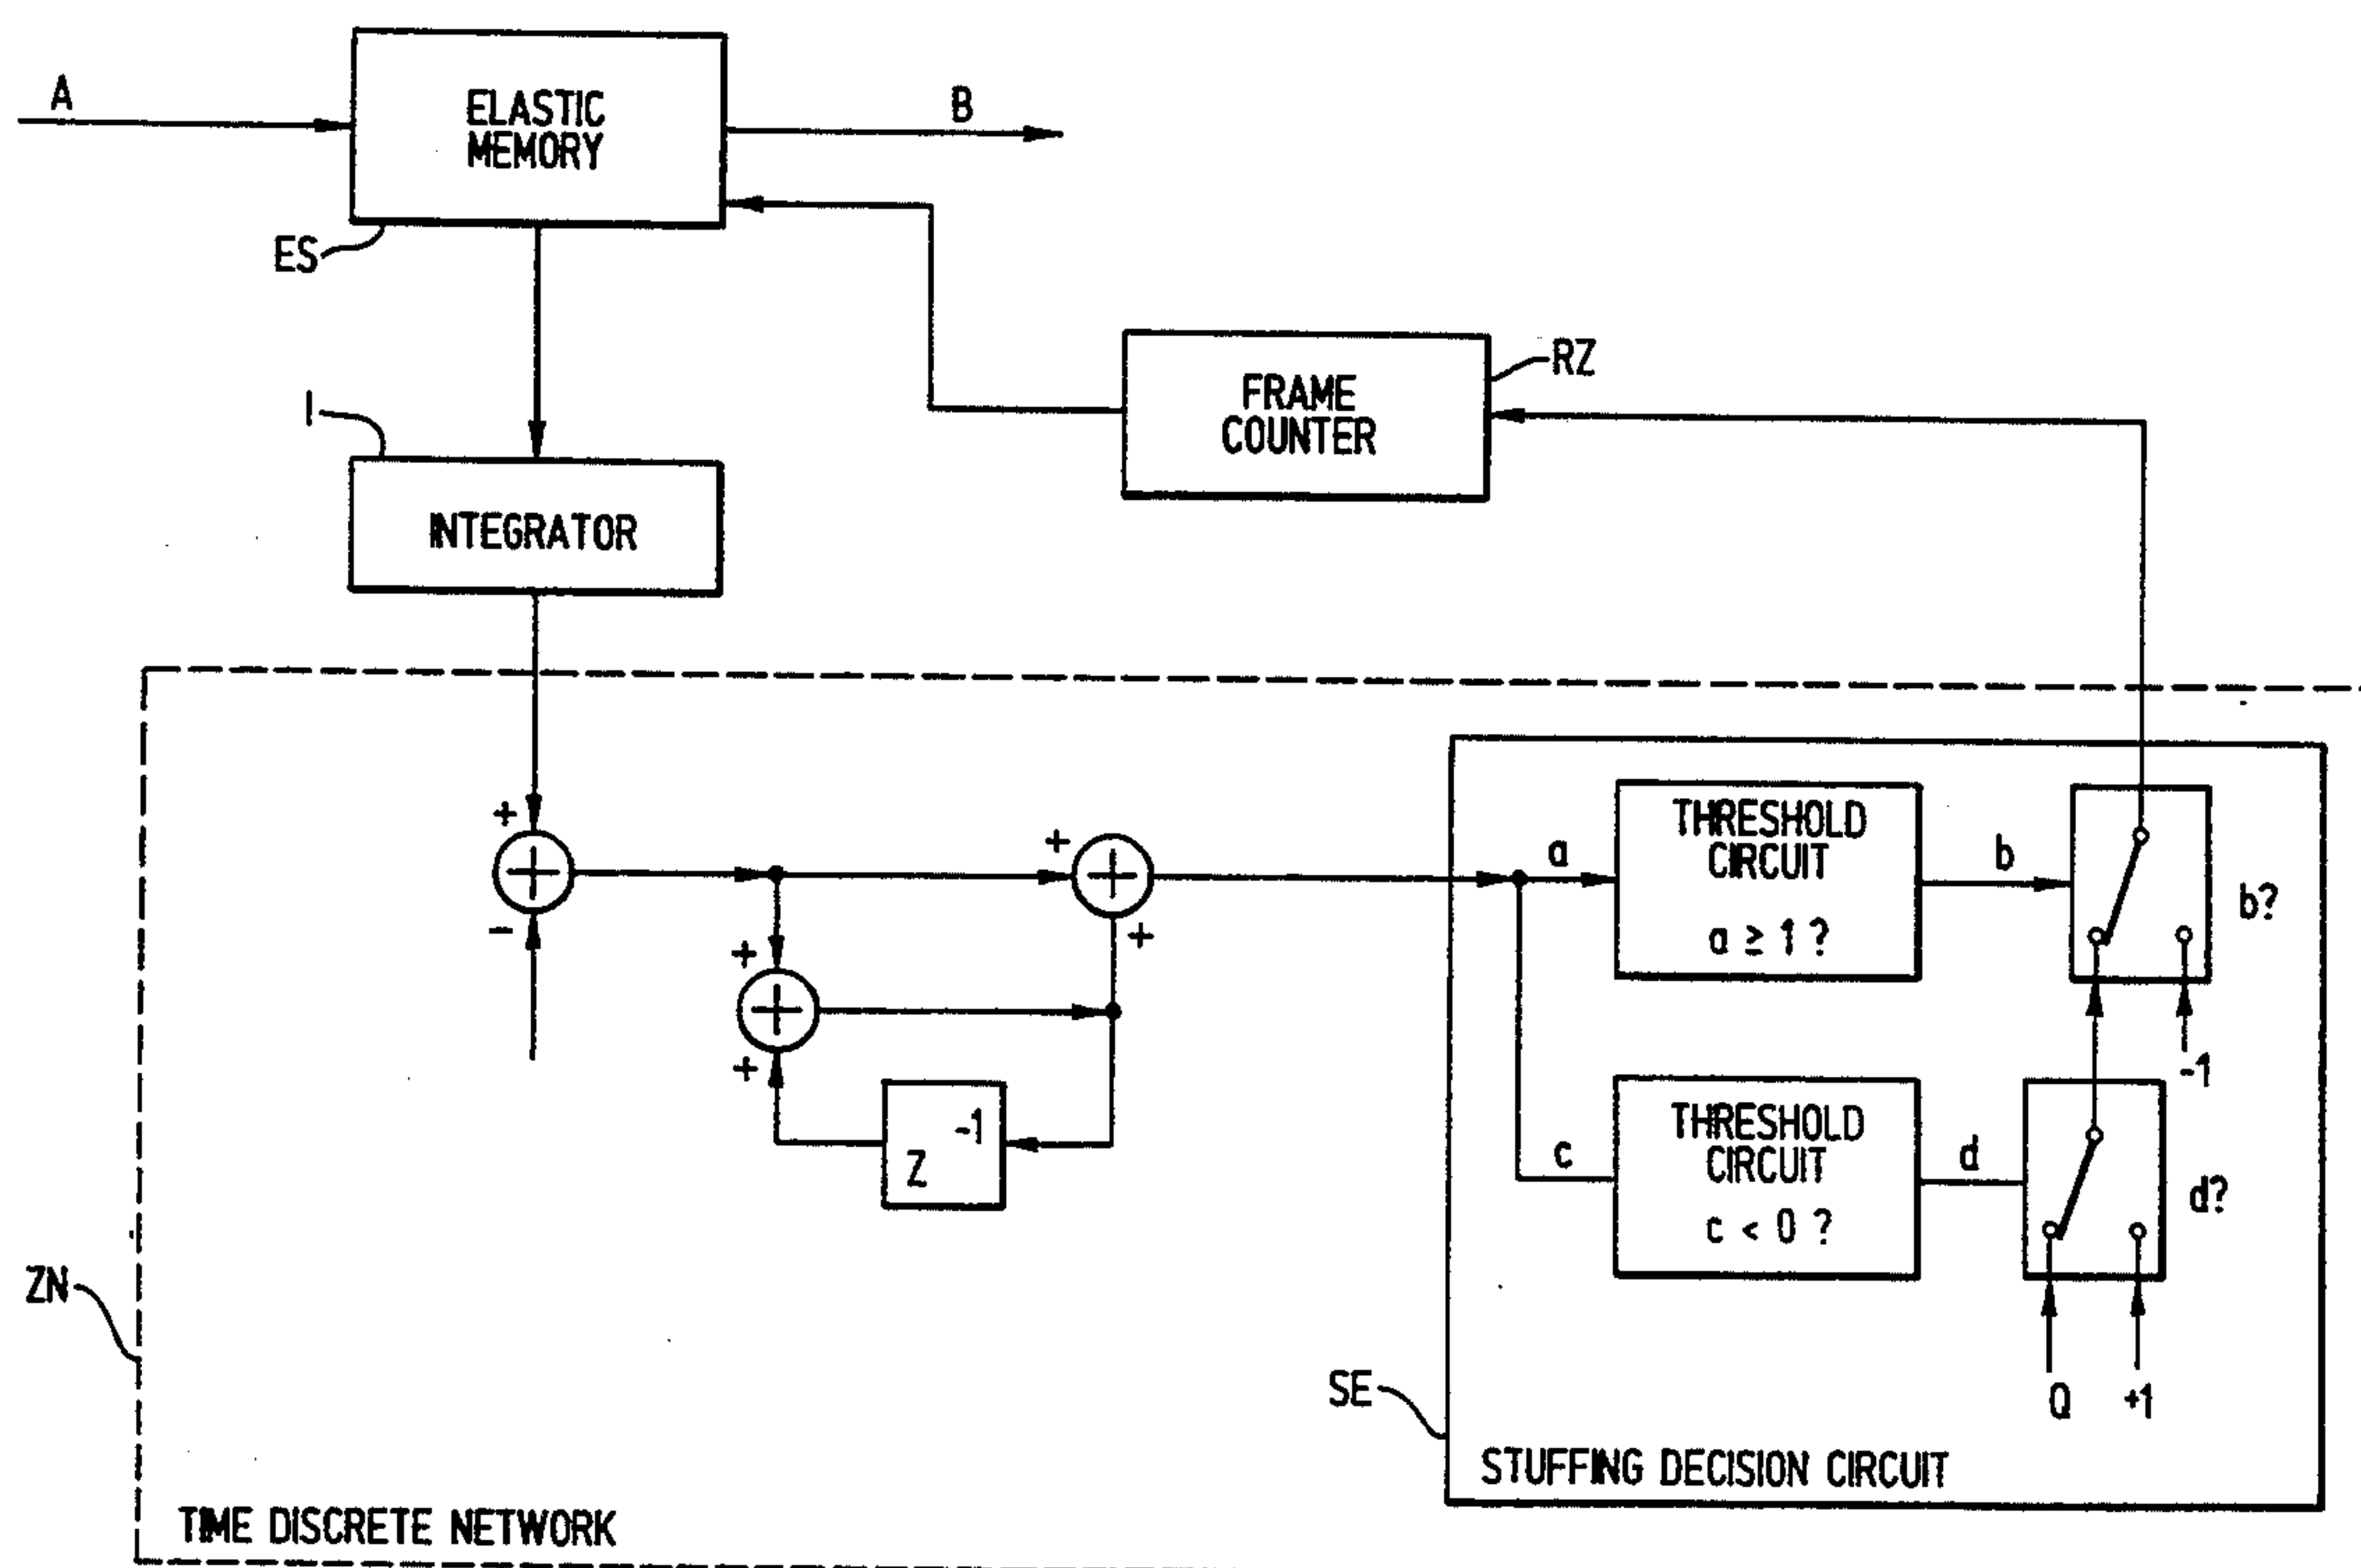 A
ELASTIC
MEMORY
B
ES
I
FRAME
COUNTER
RZ
INTEGRATOR
+
-
+
+
+
+
Z -1
a
THRESHOLD
CIRCUIT
a ≥ 1 ?
b
b?
-1
c
THRESHOLD
CIRCUIT
c < 0 ?
d
d?
Q
+1
ZN
SE
STUFFING DECISION CIRCUIT
TIME DISCRETE NETWORK